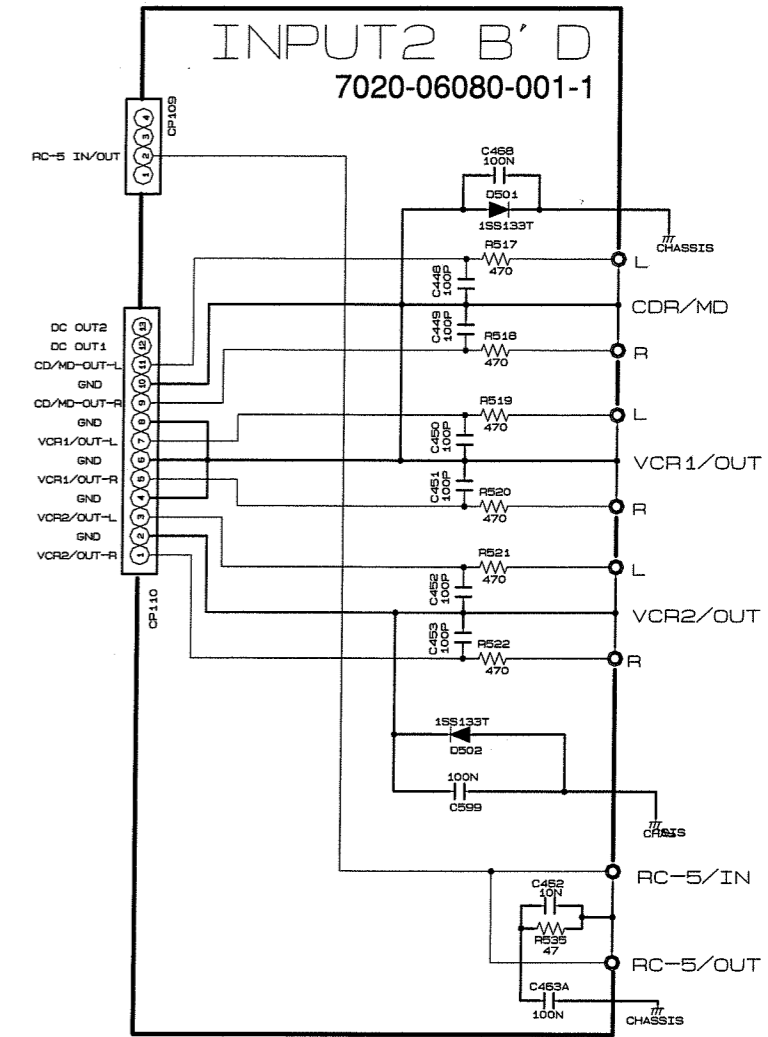 INPUT2 B'D
7020-06080-001-1
CP109
4
3
2
1
RC-5 IN/OUT
C468
100N
D501
1SS133T
CHASSIS
R517
470
L
C448
100P
CDR/MD
C449
100P
R518
470
R
DC OUT2
13
DC OUT1
12
CD/MD-OUT-L
11
GND
10
CD/MD-OUT-R
9
GND
8
VCR1/OUT-L
7
GND
6
VCR1/OUT-R
5
GND
4
VCR2/OUT-L
3
GND
2
VCR2/OUT-R
1
CP110
R519
470
L
C450
100P
VCR1/OUT
C451
100P
R520
470
R
R521
470
L
C452
100P
VCR2/OUT
C453
100P
R522
470
R
1SS133T
D502
100N
C599
RC-5/IN
C452
10N
R535
47
RC-5/OUT
C453A
100N
CHASSIS